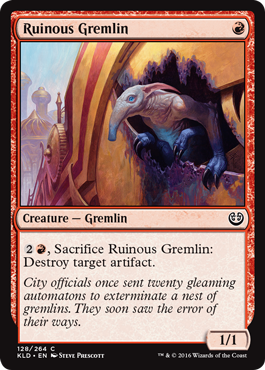 Ruinous Gremlin
Creature — Gremlin
2, Sacrifice Ruinous Gremlin:
Destroy target artifact.
City officials once sent twenty gleaming
automatons to exterminate a nest of
gremlins. They soon saw the error of
their ways.
1/1
128/264 C
KLD • EN Steve Prescott
™ & © 2016 Wizards of the Coast